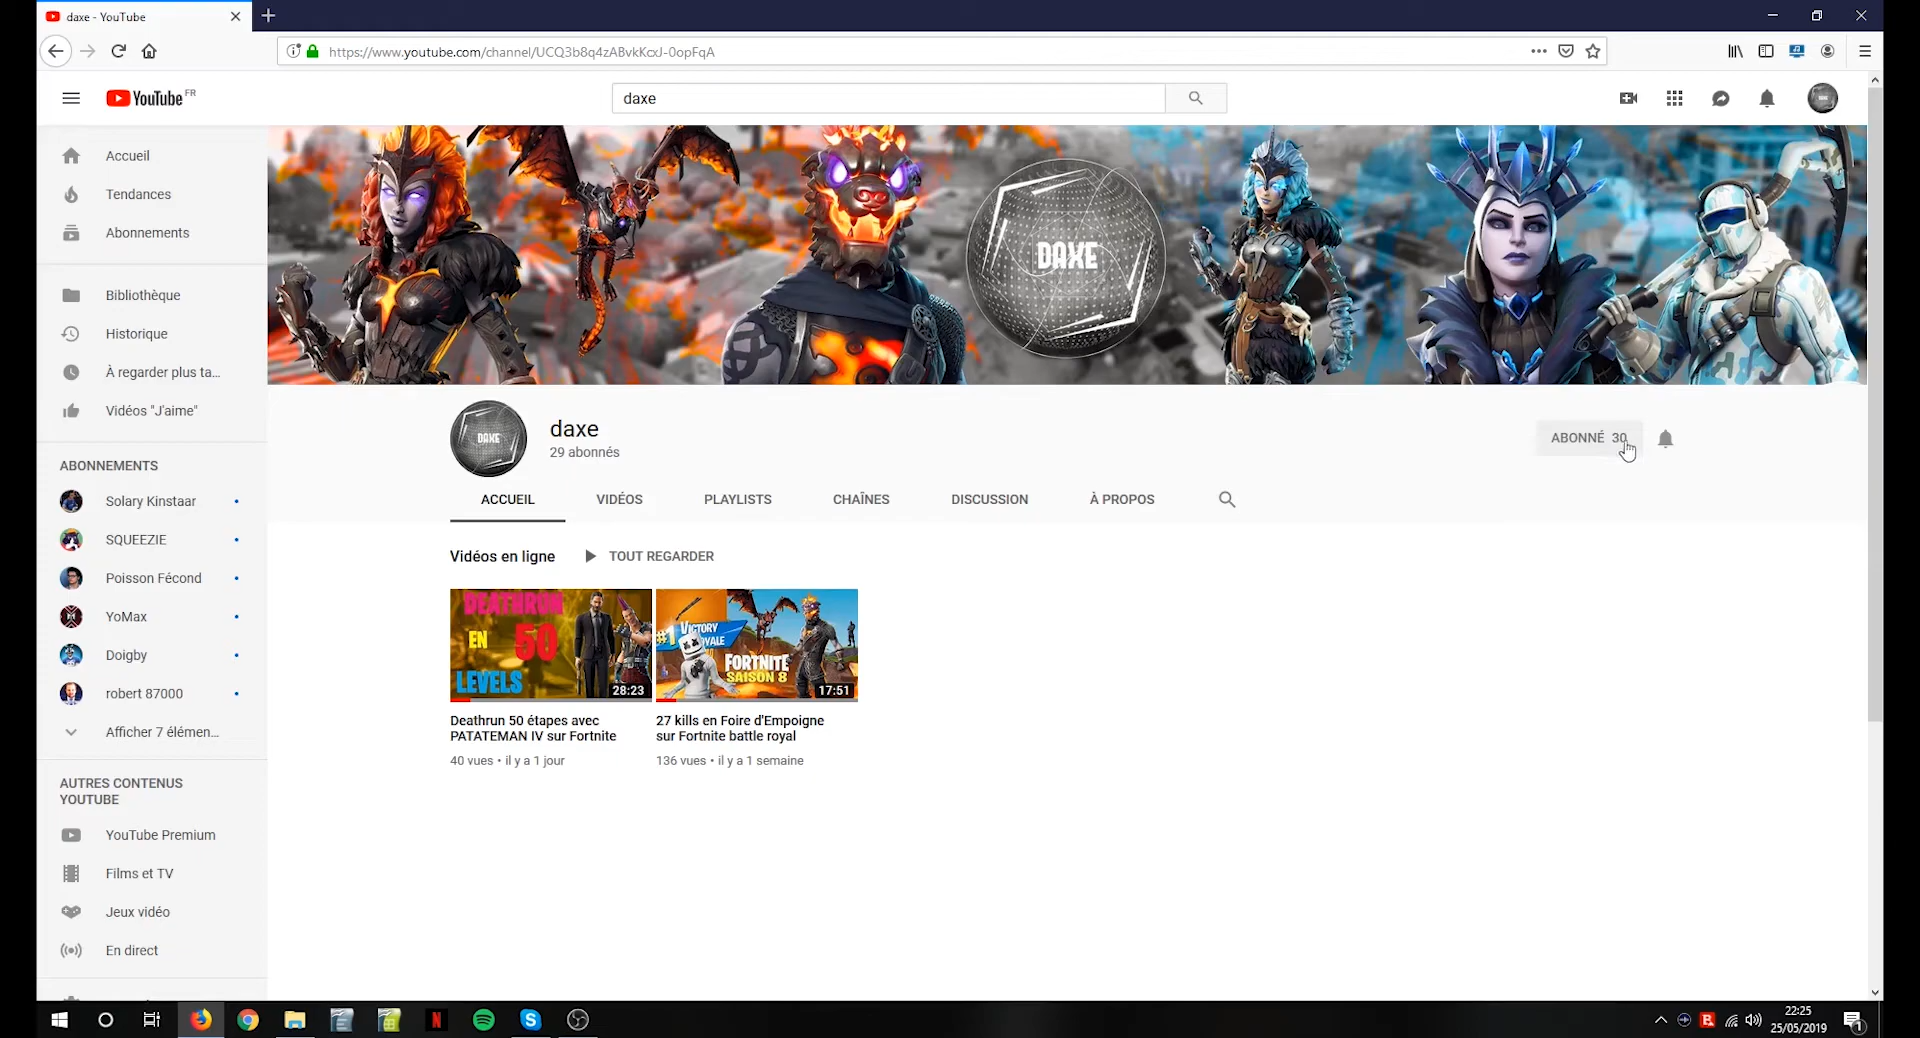 daxe - YouTube
https://www.youtube.com/channel/UCQ3b8q4zABvkKcxJ-0opFqA
YouTube FR
daxe
Accueil
Tendances
Abonnements
Bibliothèque
Historique
À regarder plus ta...
Vidéos "J'aime"
ABONNEMENTS
Solary Kinstaar
SQUEEZIE
Poisson Fécond
YoMax
Doigby
robert 87000
Afficher 7 élémen...
AUTRES CONTENUS
YOUTUBE
YouTube Premium
Films et TV
Jeux vidéo
En direct
DAXE
DAXE
daxe
29 abonnés
ABONNÉ 30
ACCUEIL
VIDÉOS
PLAYLISTS
CHAÎNES
DISCUSSION
À PROPOS
Vidéos en ligne
TOUT REGARDER
DEATHRUN
EN 50
LEVELS
28:23
#1 VICTORY
FORTNITE
SAISON 8
17:51
Deathrun 50 étapes avec
PATATEMAN IV sur Fortnite
40 vues • il y a 1 jour
27 kills en Foire d'Empoigne
sur Fortnite battle royal
136 vues • il y a 1 semaine
22:25
25/05/2019
1